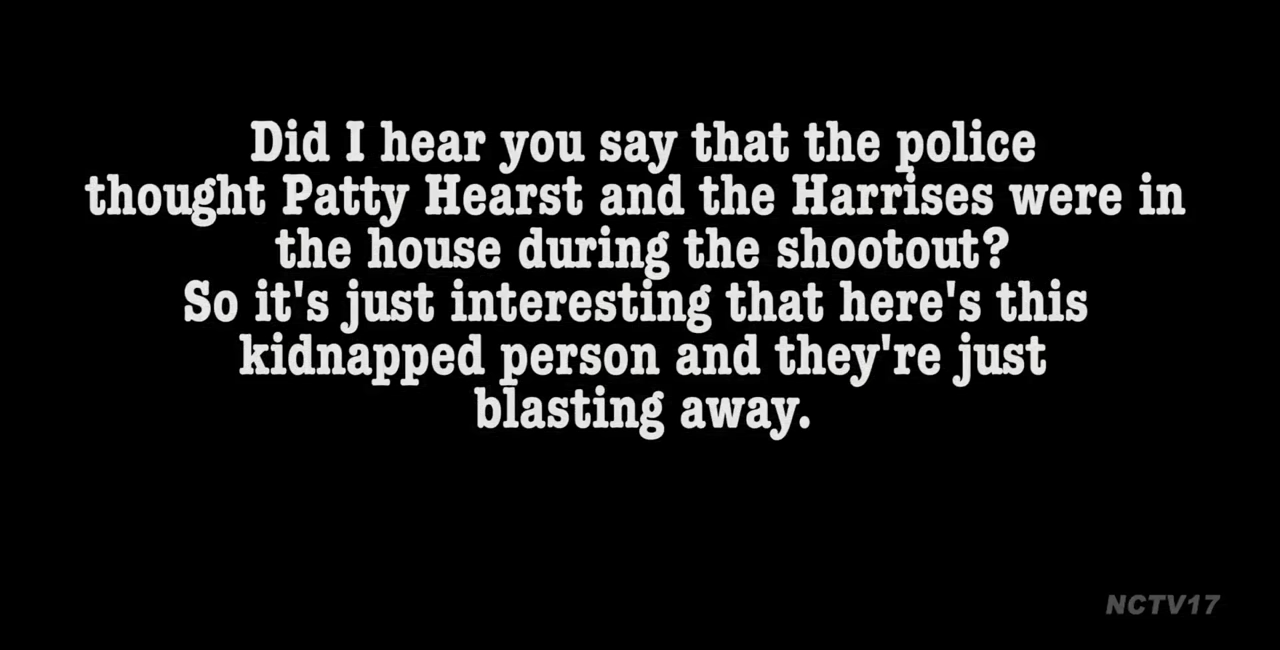 Did I hear you say that the police
thought Patty Hearst and the Harrises were in
the house during the shootout?
So it's just interesting that here's this
kidnapped person and they're just
blasting away.
NCTV17